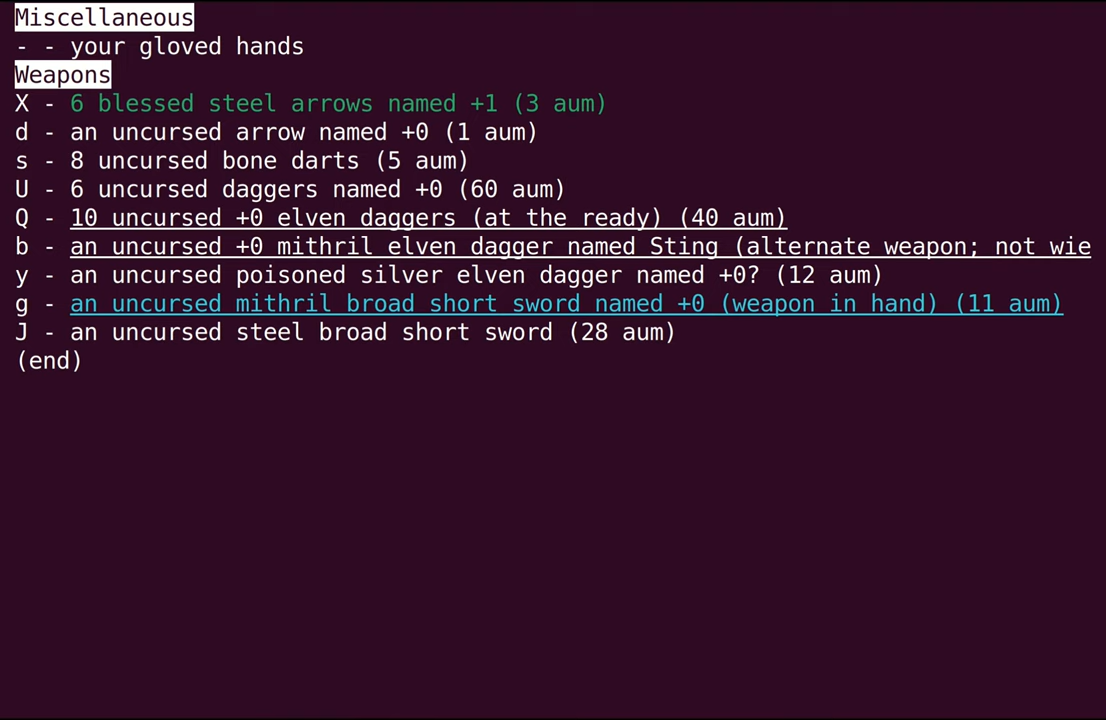 Miscellaneous
- - your gloved hands
Weapons
X - 6 blessed steel arrows named +1 (3 aum)
d - an uncursed arrow named +0 (1 aum)
s - 8 uncursed bone darts (5 aum)
U - 6 uncursed daggers named +0 (60 aum)
Q - 10 uncursed +0 elven daggers (at the ready) (40 aum)
b - an uncursed +0 mithril elven dagger named Sting (alternate weapon; not wie
y - an uncursed poisoned silver elven dagger named +0? (12 aum)
g - an uncursed mithril broad short sword named +0 (weapon in hand) (11 aum)
J - an uncursed steel broad short sword (28 aum)
(end)